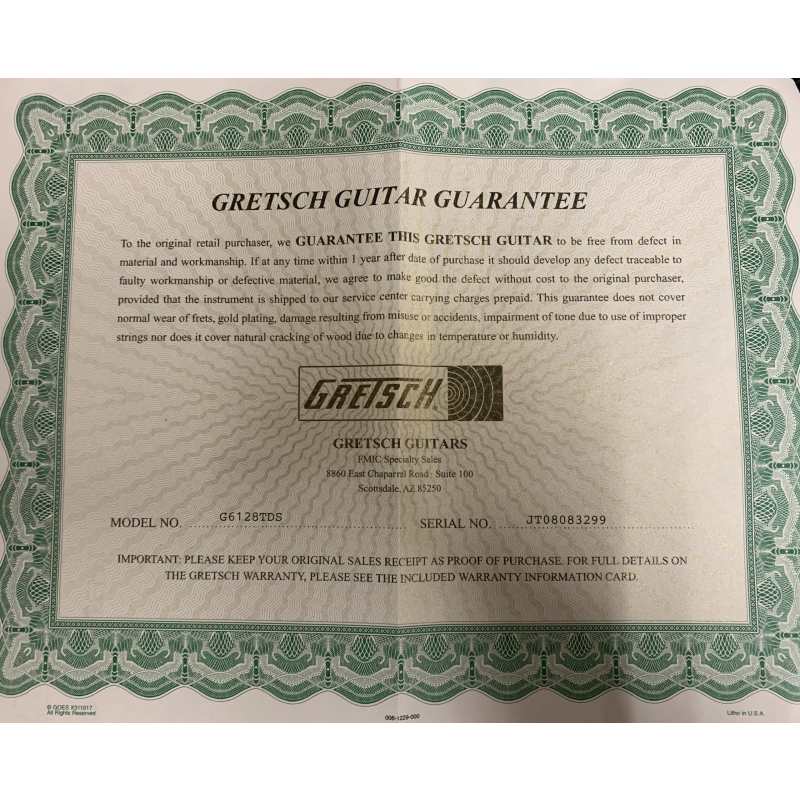 GRETSCH GUITAR GUARANTEE
To the original retail purchaser, we GUARANTEE THIS GRETSCH GUITAR to be free from defect in
material and workmanship. If at any time within 1 year after date of purchase it should develop any defect traceable to
faulty workmanship or defective material, we agree to make good the defect without cost to the original purchaser,
provided that the instrument is shipped to our service center carrying charges prepaid. This guarantee does not cover
normal wear of frets, gold plating, damage resulting from misuse or accidents, impairment of tone due to use of improper
strings nor does it cover natural cracking of wood due to changes in temperature or humidity.
GRETSCH
GRETSCH GUITARS
FMIC Specialty Sales
8860 East Chaparral Road · Suite 100
Scottsdale, AZ 85250
MODEL NO. G6128TDS SERIAL NO. JT08083299
IMPORTANT: PLEASE KEEP YOUR ORIGINAL SALES RECEIPT AS PROOF OF PURCHASE. FOR FULL DETAILS ON
THE GRETSCH WARRANTY, PLEASE SEE THE INCLUDED WARRANTY INFORMATION CARD.
© GOES K311017
All Rights Reserved
006-1229-000
Litho in U.S.A.